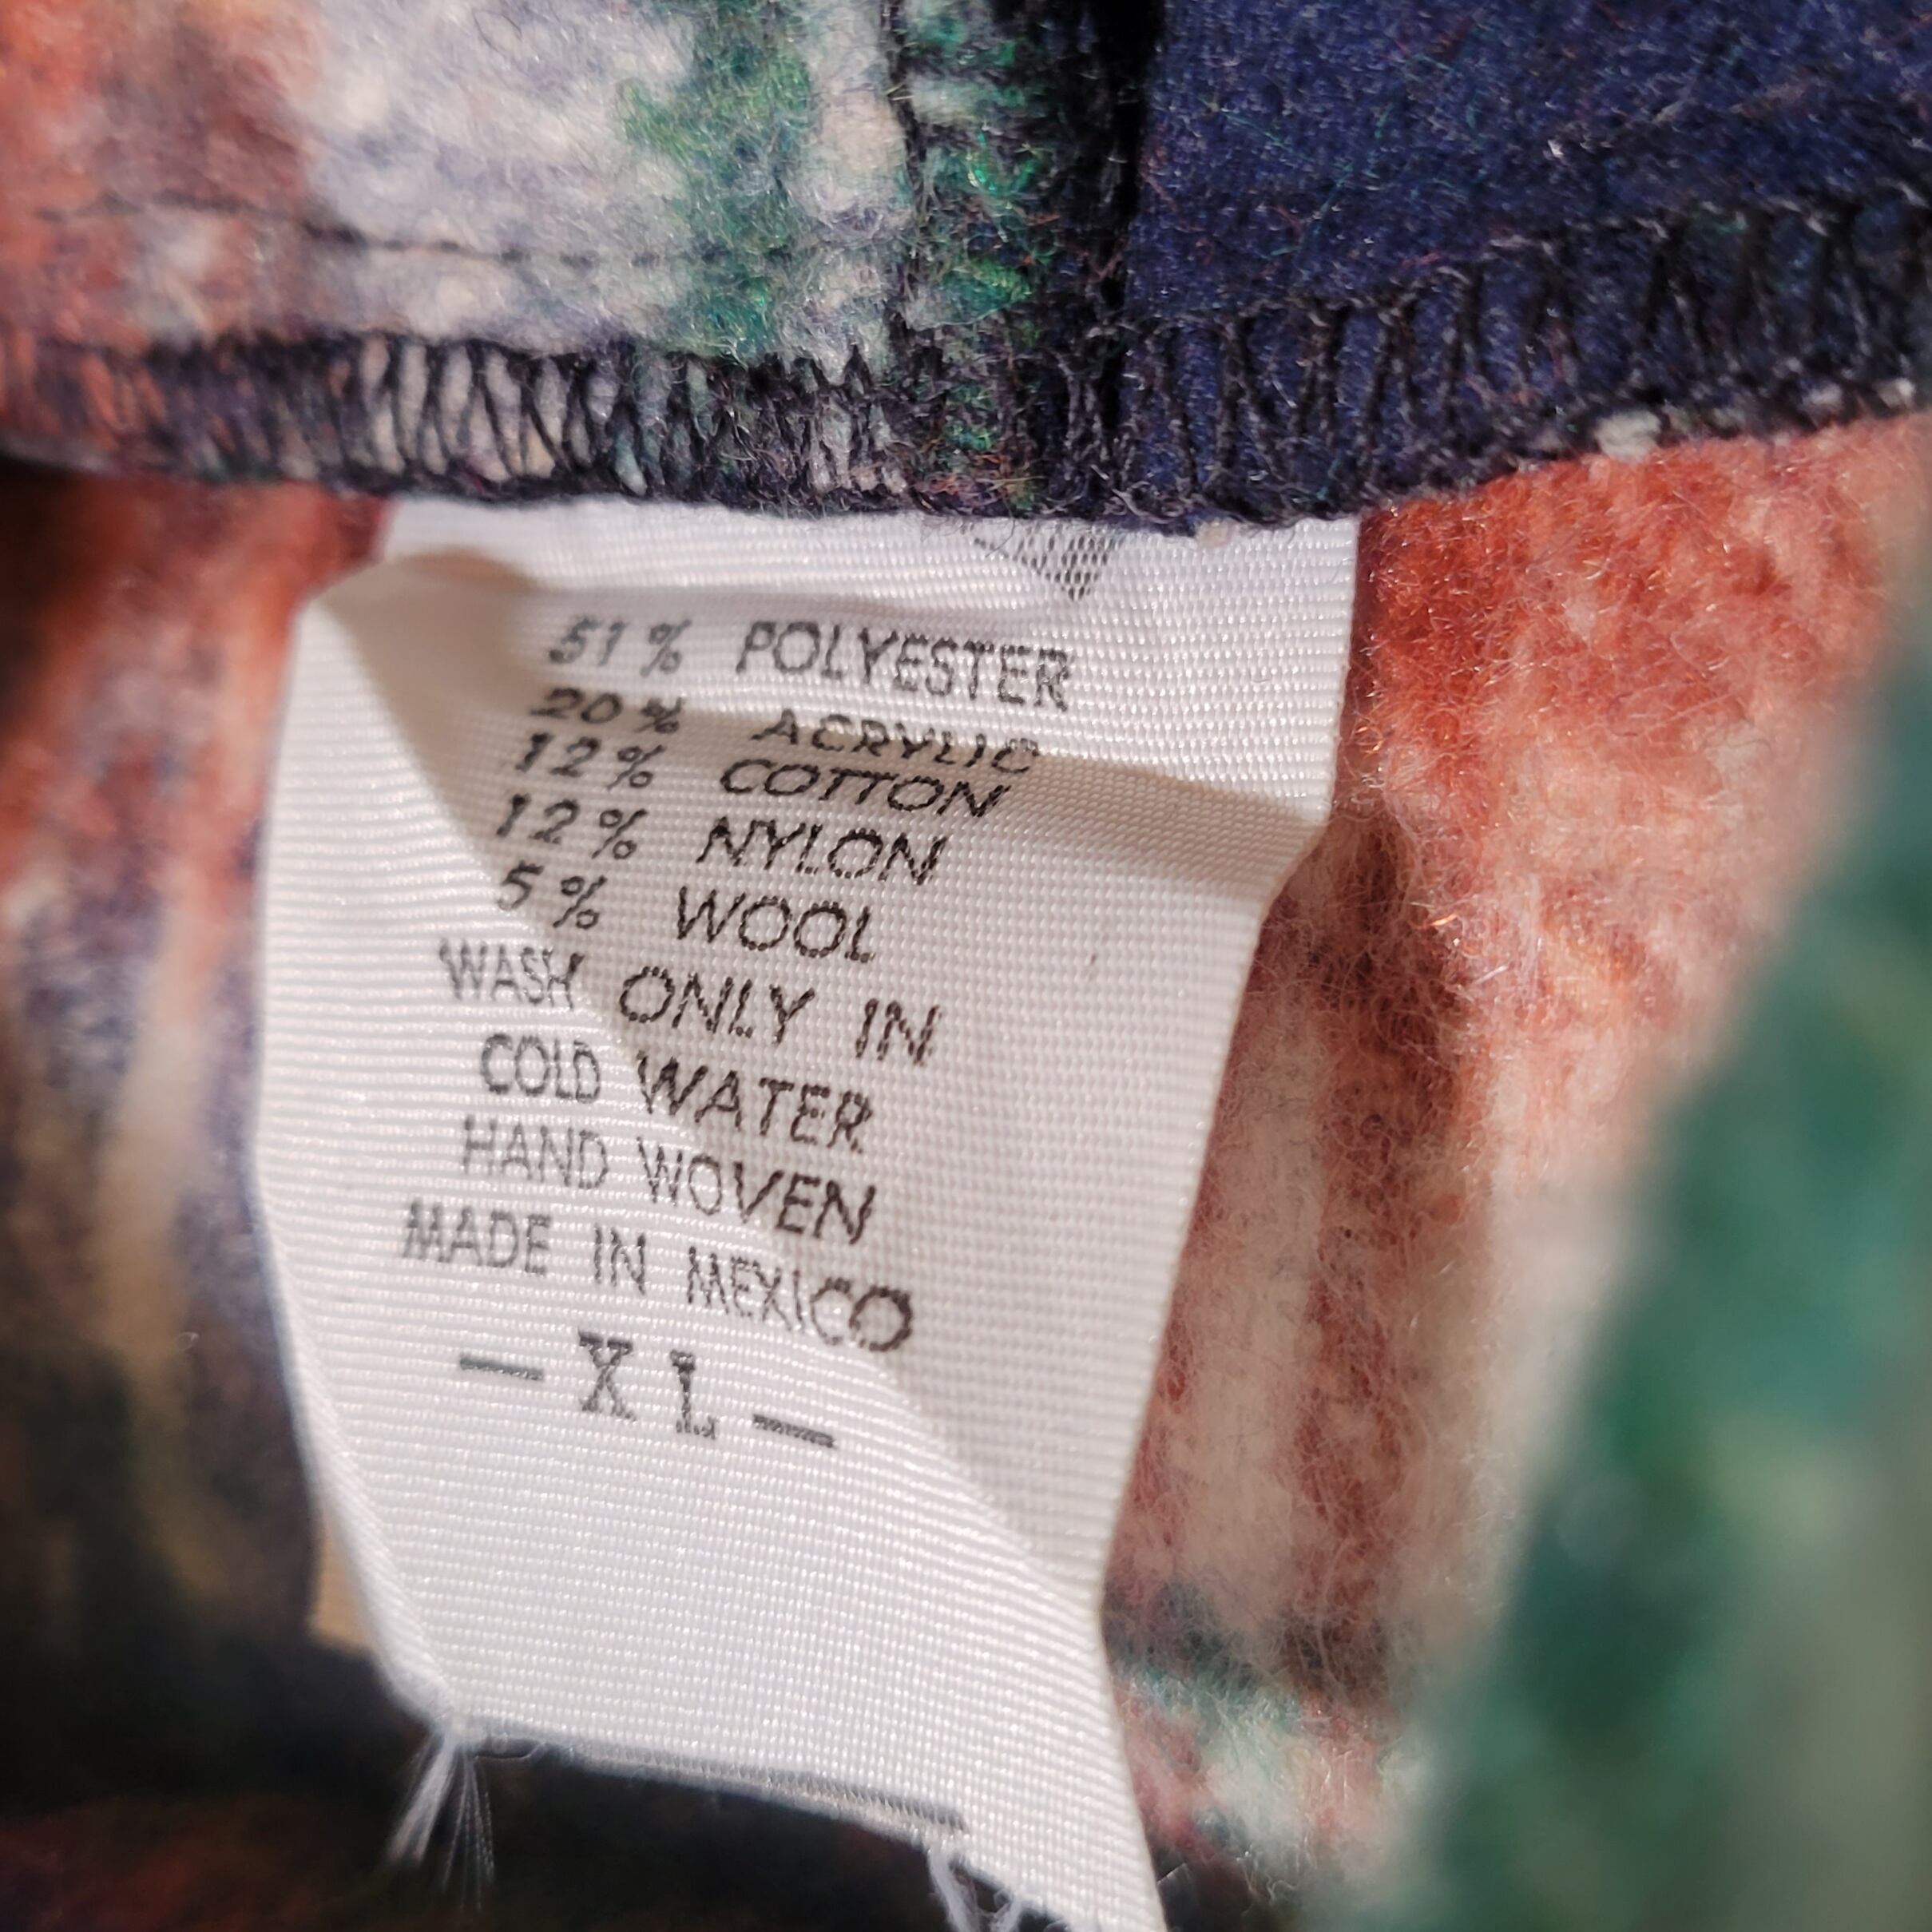 51% POLYESTER
20% ACRYLIC
12% COTTON
12% NYLON
5% WOOL
WASH ONLY IN
COLD WATER
HAND WOVEN
MADE IN MEXICO
— XL —